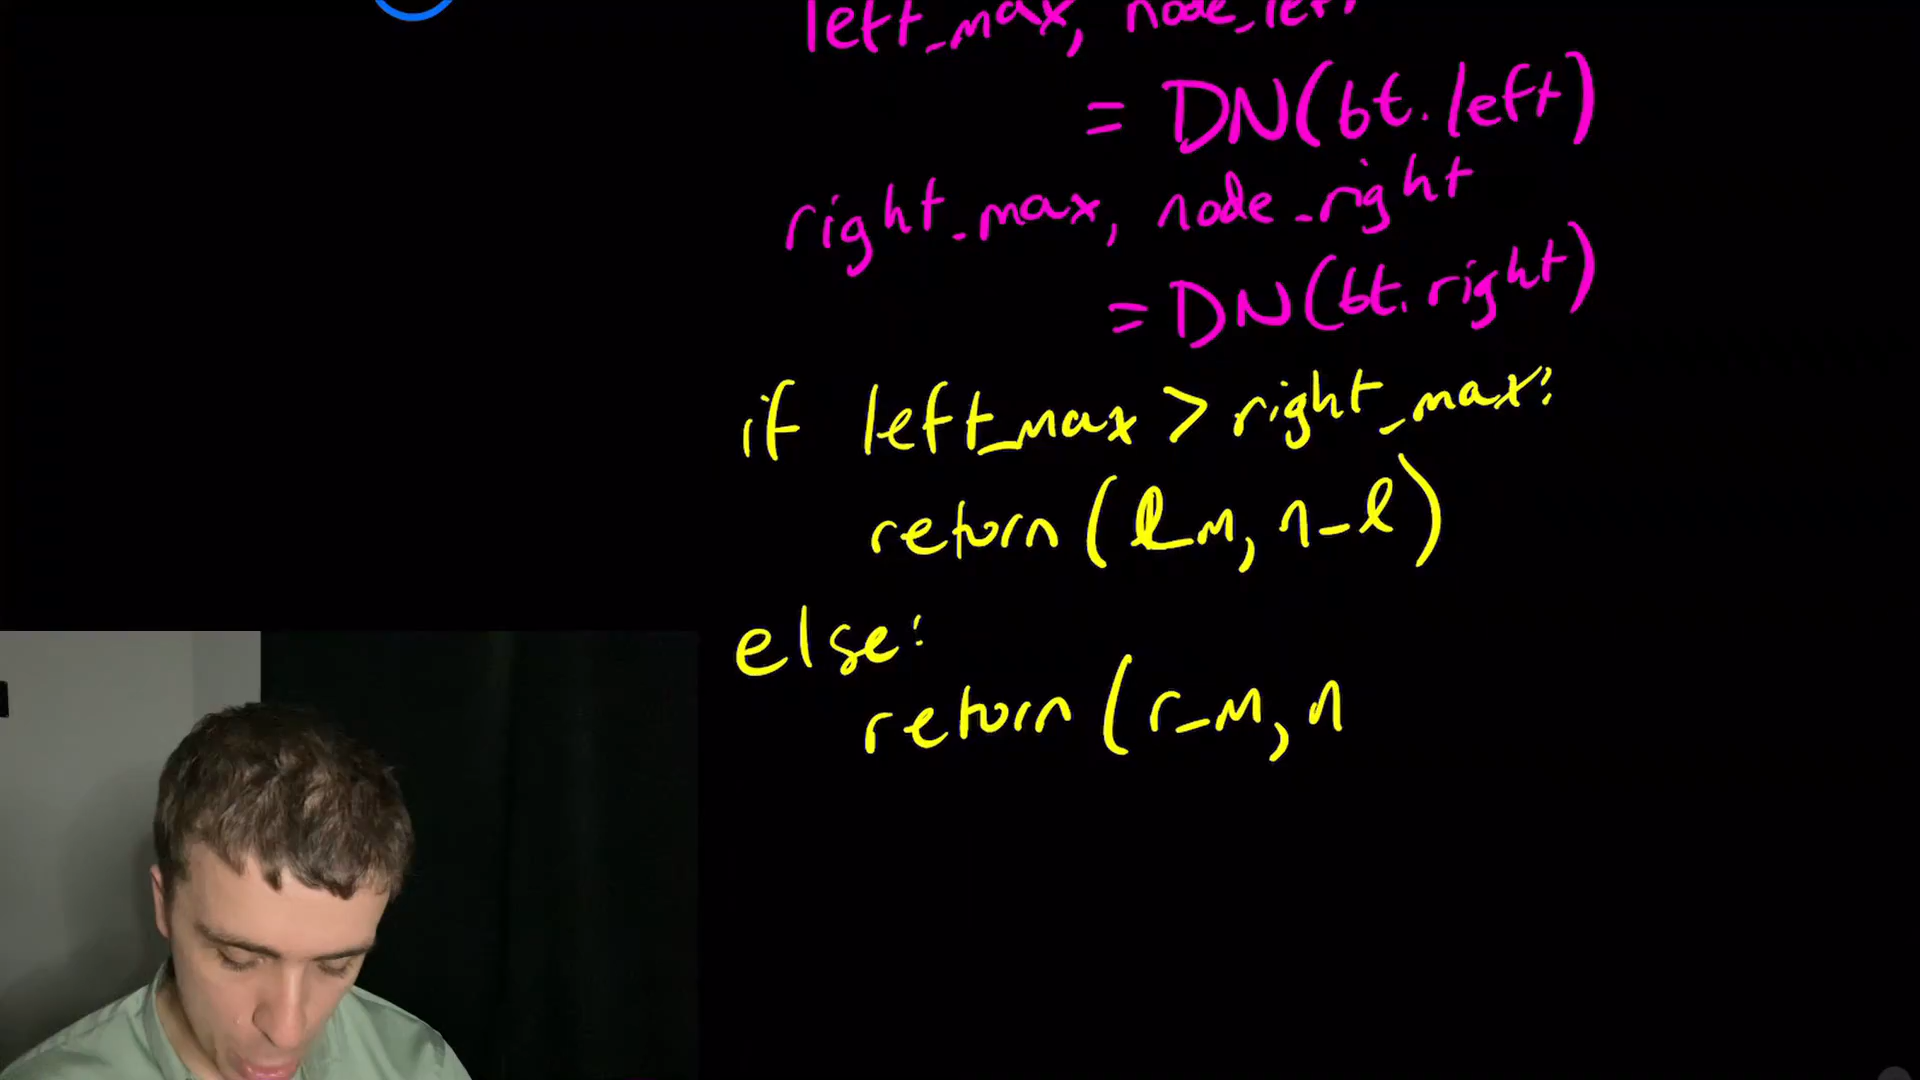 left_max, node_left
= DN(bt.left)
right_max, node_right
= DN(bt.right)
if left_max > right_max:
return (l_m, n_l)
else:
return (r_m, n